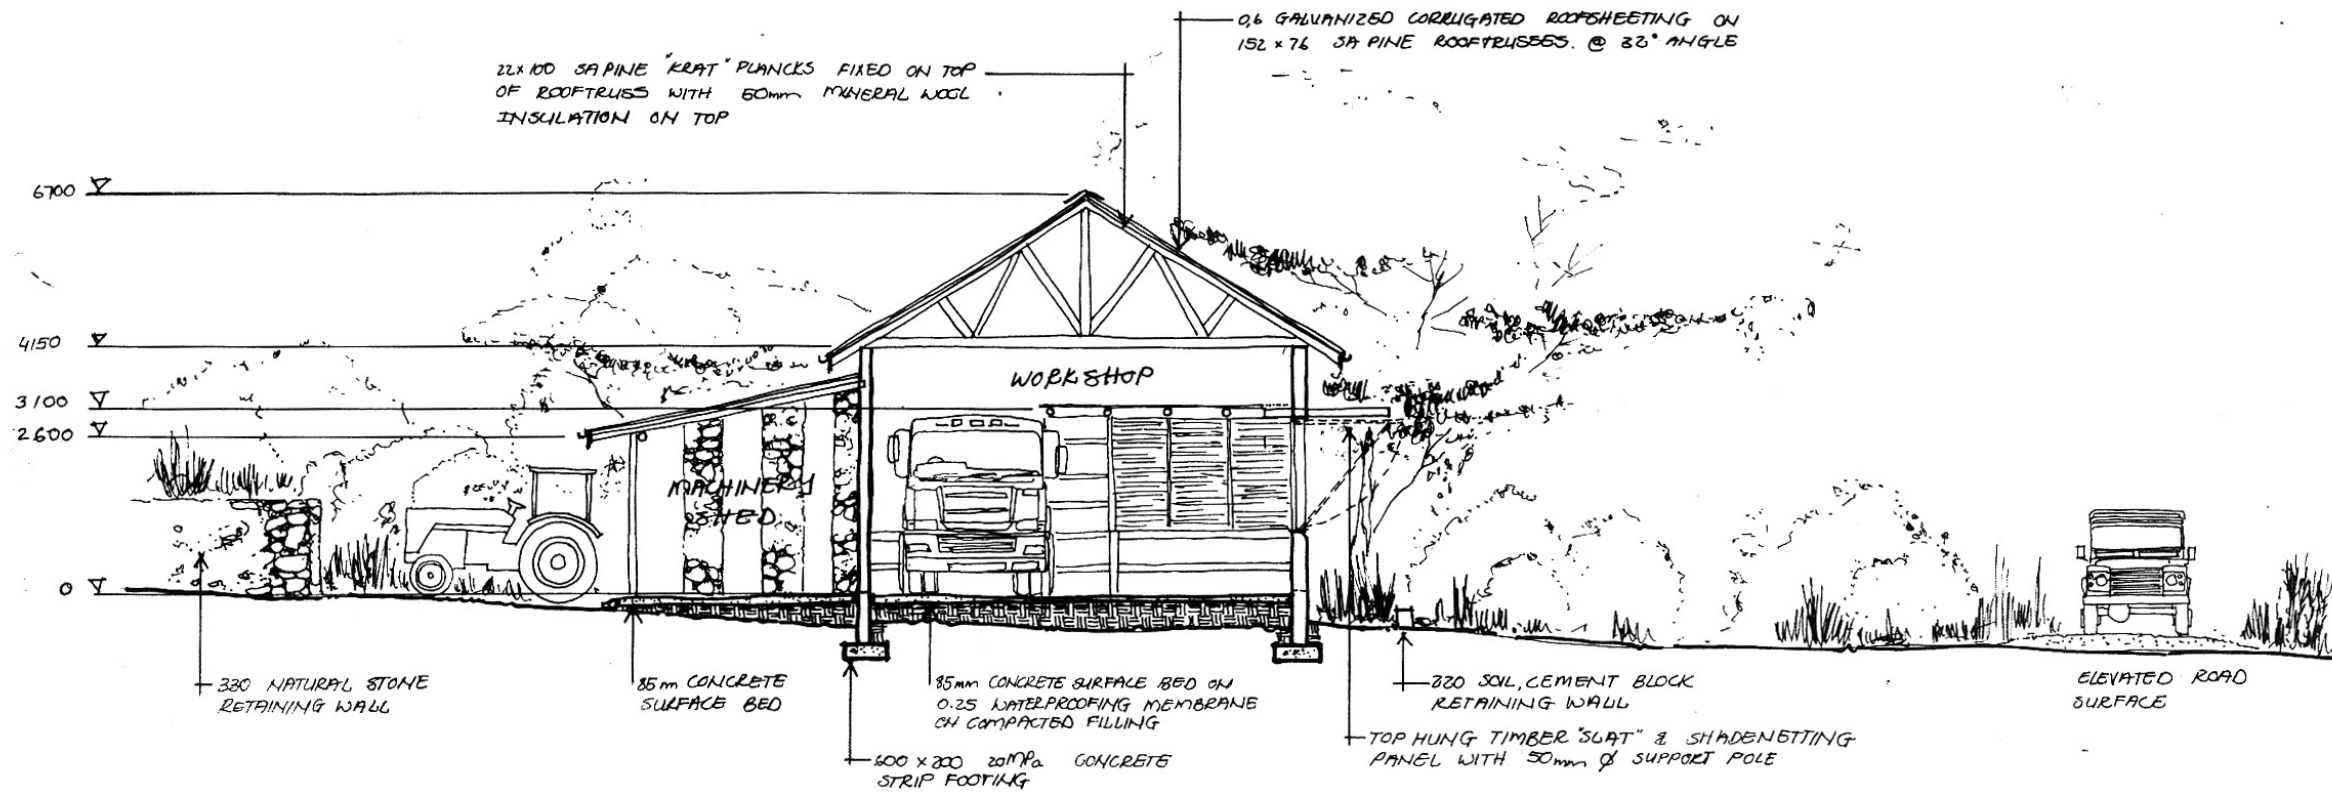 0,6 GALVANIZED CORRUGATED ROOFSHEETING ON
152 x 76 SA PINE ROOFTRUSSES. @ 32° ANGLE
22x100 SA PINE "KRAT" PLANCKS FIXED ON TOP
OF ROOFTRUSS WITH 50mm MINERAL WOOL
INSULATION ON TOP
6700
4150
3100
2600
0
WORKSHOP
MACHINERY
SHED
330 NATURAL STONE
RETAINING WALL
85m CONCRETE
SURFACE BED
85mm CONCRETE SURFACE BED ON
0.25 WATERPROOFING MEMBRANE
ON COMPACTED FILLING
600 x 200 20MPa CONCRETE
STRIP FOOTING
220 SOIL, CEMENT BLOCK
RETAINING WALL
TOP HUNG TIMBER "SLAT" & SHADENETTING
PANEL WITH 50mm Ø SUPPORT POLE
ELEVATED ROAD
SURFACE